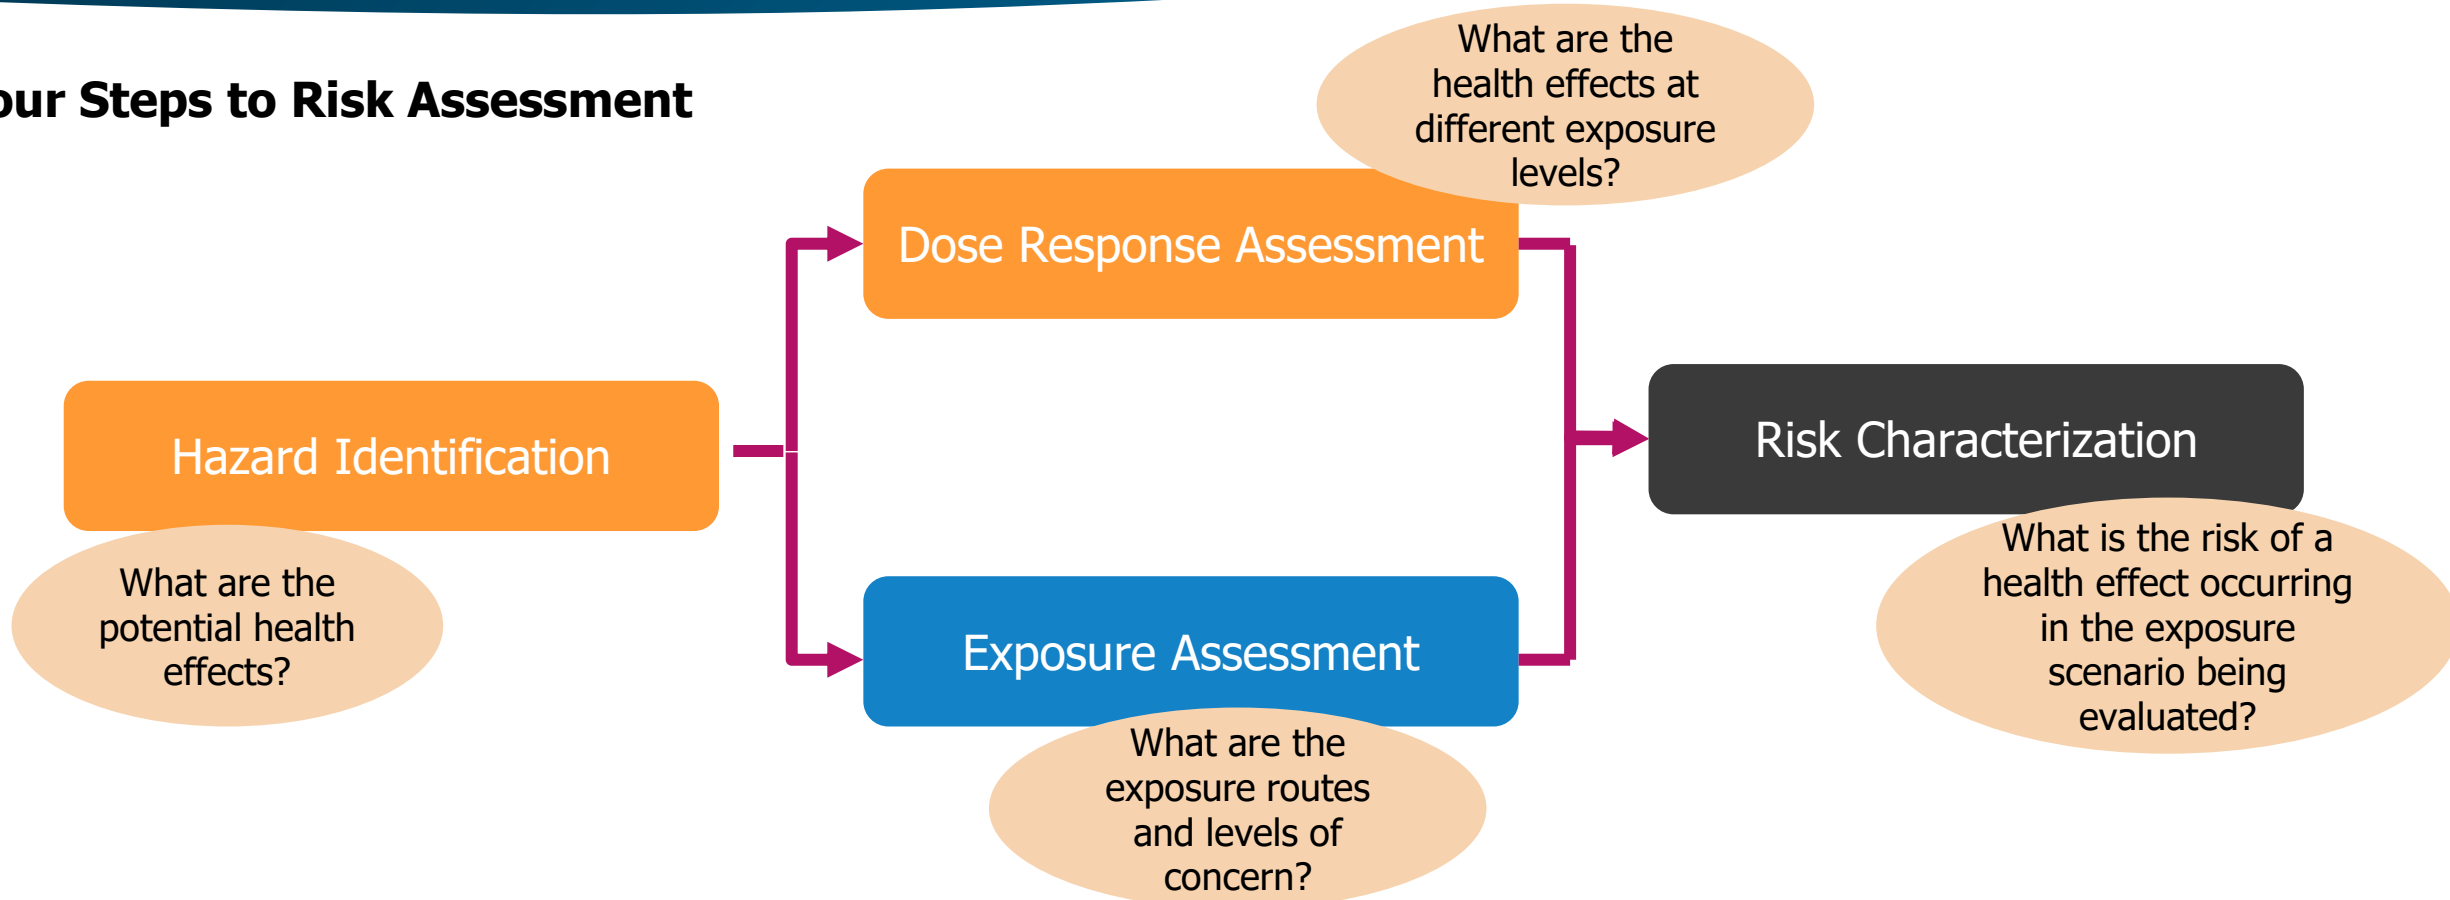 our Steps to Risk Assessment
What are the
health effects at
different exposure
levels?
Dose Response Assessment
Hazard Identification
What are the
potential health
effects?
Risk Characterization
What is the risk of a
health effect occurring
in the exposure
scenario being
evaluated?
Exposure Assessment
What are the
exposure routes
and levels of
concern?